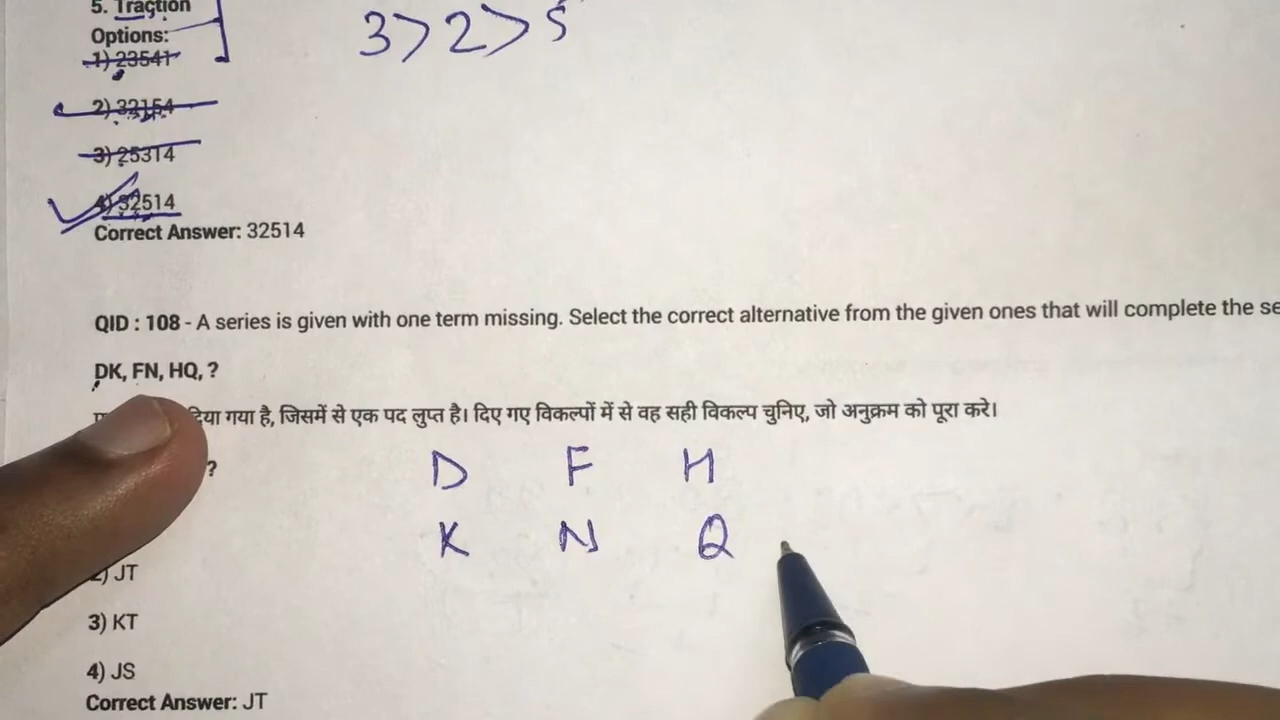 5. Traction
Options:
3>2>5
1) 23541
2) 32154
3) 25314
4) 32514
Correct Answer: 32514
QID : 108 - A series is given with one term missing. Select the correct alternative from the given ones that will complete the
DK, FN, HQ, ?
गया है, जिसमें से एक पद लुप्त है। दिए गए विकल्पों में से वह सही विकल्प चुनिए, जो अनुक्रम को पूरा करे।
?
D F H
K N Q
2) JT
3) KT
4) JS
Correct Answer: JT